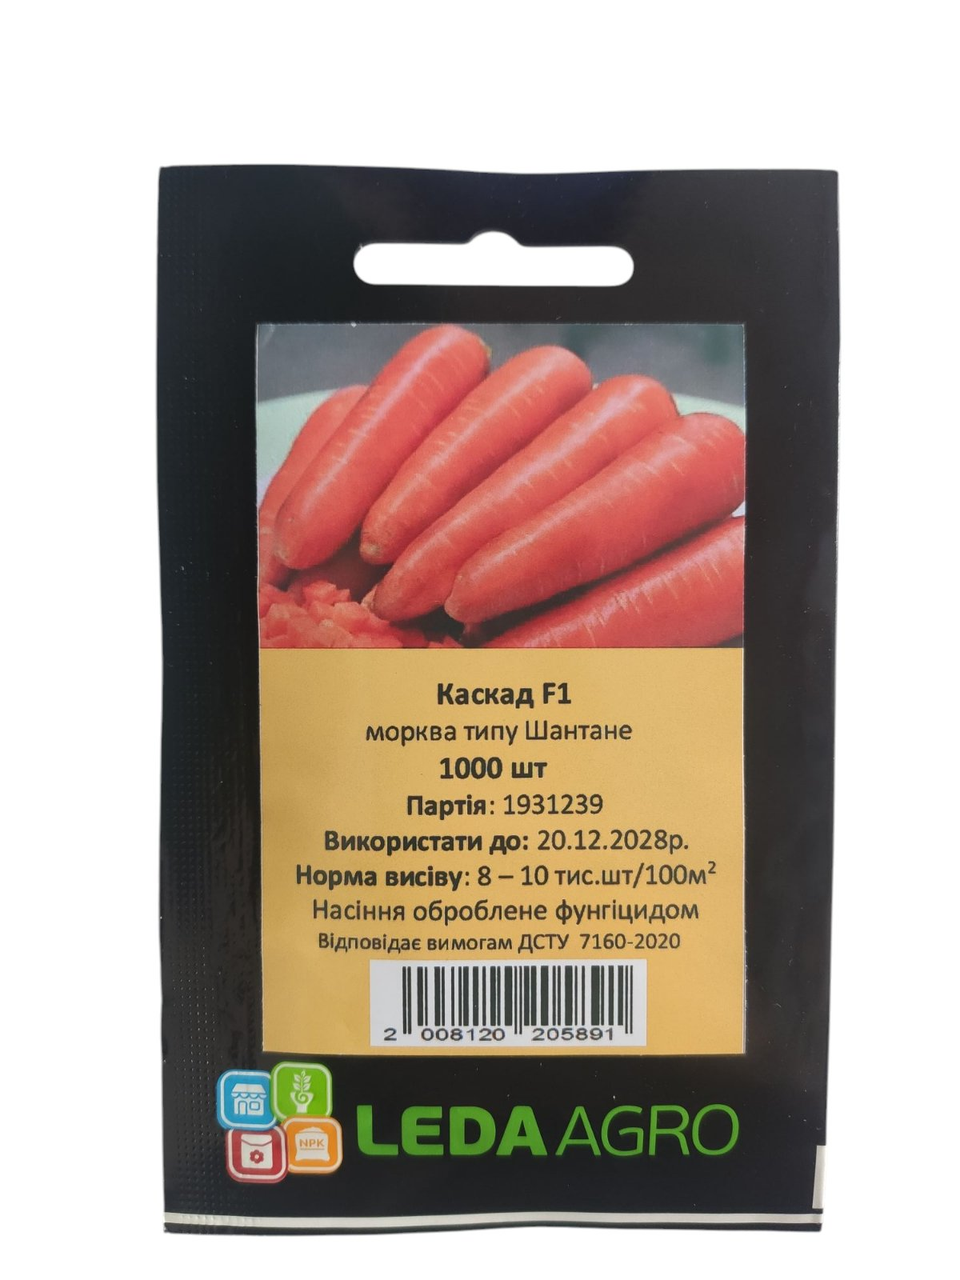 Каскад F1
морква типу Шантане
1000 шт
Партія: 1931239
Використати до: 20.12.2028р.
Норма висіву: 8 – 10 тис.шт/100м²
Насіння оброблене фунгіцидом
Відповідає вимогам ДСТУ 7160-2020
2 008120 205891
NPK
LEDA AGRO